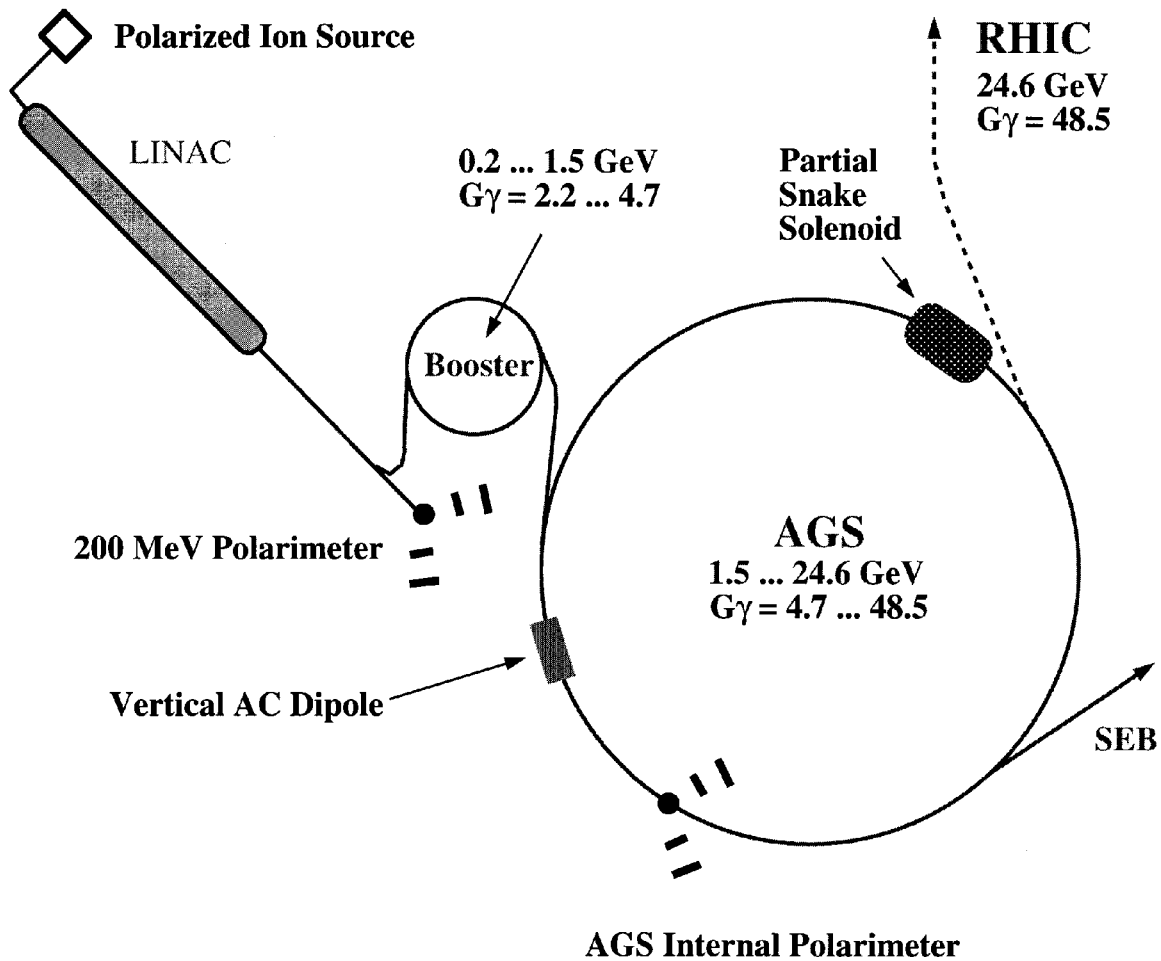 Polarized Ion Source
LINAC
0.2 ... 1.5 GeV
Gγ = 2.2 ... 4.7
RHIC
24.6 GeV
Gγ = 48.5
Partial
Snake
Solenoid
Booster
200 MeV Polarimeter
AGS
1.5 ... 24.6 GeV
Gγ = 4.7 ... 48.5
Vertical AC Dipole
SEB
AGS Internal Polarimeter